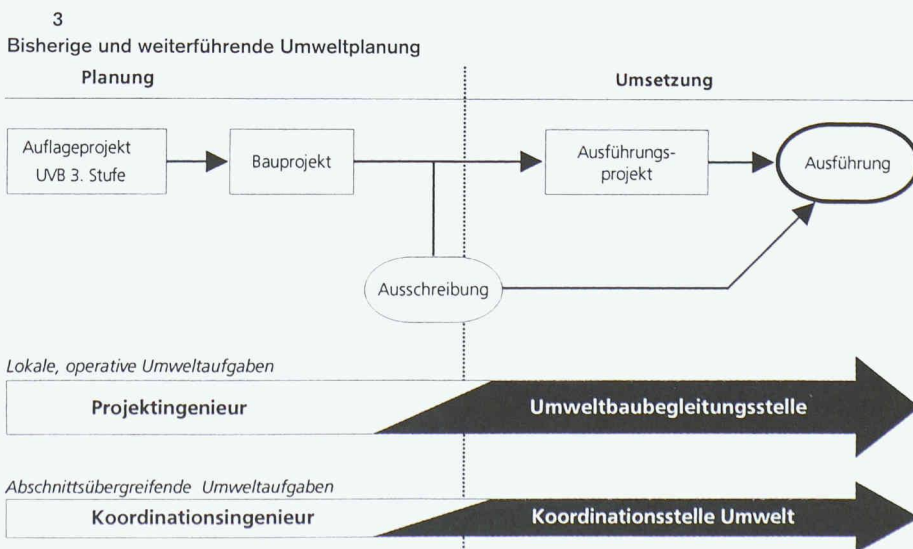 3
Bisherige und weiterführende Umweltplanung
Planung
Umsetzung
Auflageprojekt
UVB 3. Stufe
Bauprojekt
Ausführungs-
projekt
Ausführung
Ausschreibung
Lokale, operative Umweltaufgaben
Projektingenieur
Umweltbaubegleitungsstelle
Abschnittsübergreifende Umweltaufgaben
Koordinationsingenieur
Koordinationsstelle Umwelt